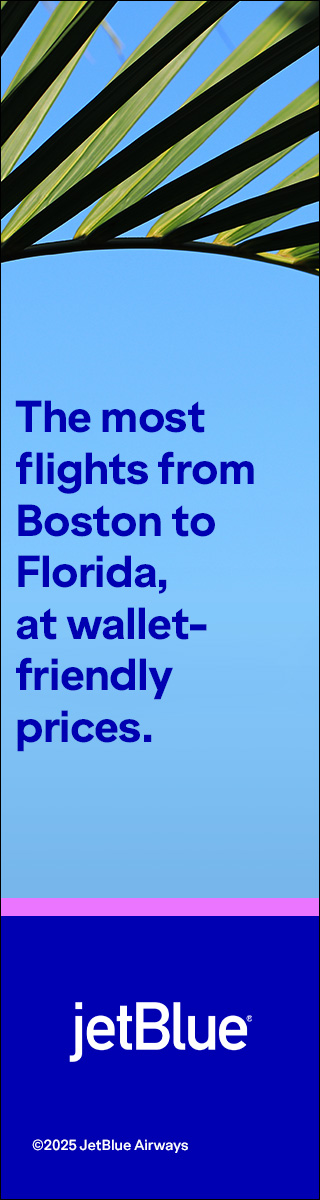 The most
flights from
Boston to
Florida,
at wallet-
friendly
prices.
jetBlue®
©2025 JetBlue Airways